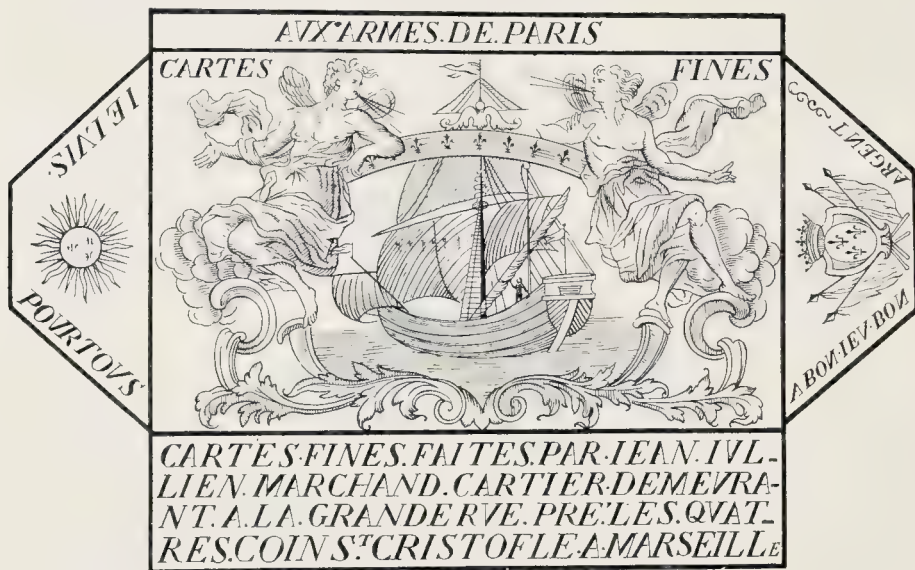 AVX·ARMES.DE.PARIS
CARTES
FINES
IE LVIS·
POVR TOVS
ARGENT
A BON·IEV·BON
CARTES·FINES.FAITES.PAR·IEAN.IVL-
LIEN.MARCHAND.CARTIER·DEMEVRA-
NT.A.LA.GRANDE RVE.PRE'LES.QVAT-
RES.COIN S.T CRISTOFLE·A·MARSEILLE